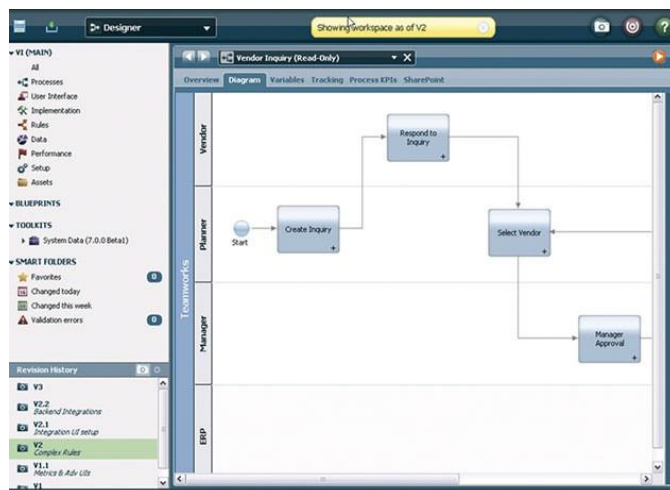 Designer
Showing workspace as of V2
VI (MAIN)
All
Processes
User Interface
Implementation
Rules
Data
Performance
Setup
Assets
BLUEPRINTS
TOOLKITS
System Data (7.0.0 Beta1)
SMART FOLDERS
Favorites 0
Changed today
Changed this week
Validation errors 0
Revision History
V3
V2.2
Backend Integrations
V2.1
Integration UI setup
V2
Complex Rules
V1.1
Metrics & Adv UIs
V1
Vendor Inquiry (Read-Only)
Overview Diagram Variables Tracking Process KPIs SharePoint
Teamworks
Vendor
Respond to
Inquiry
Planner
Start
Create Inquiry
Select Vendor
Manager
Manager
Approval
ERP